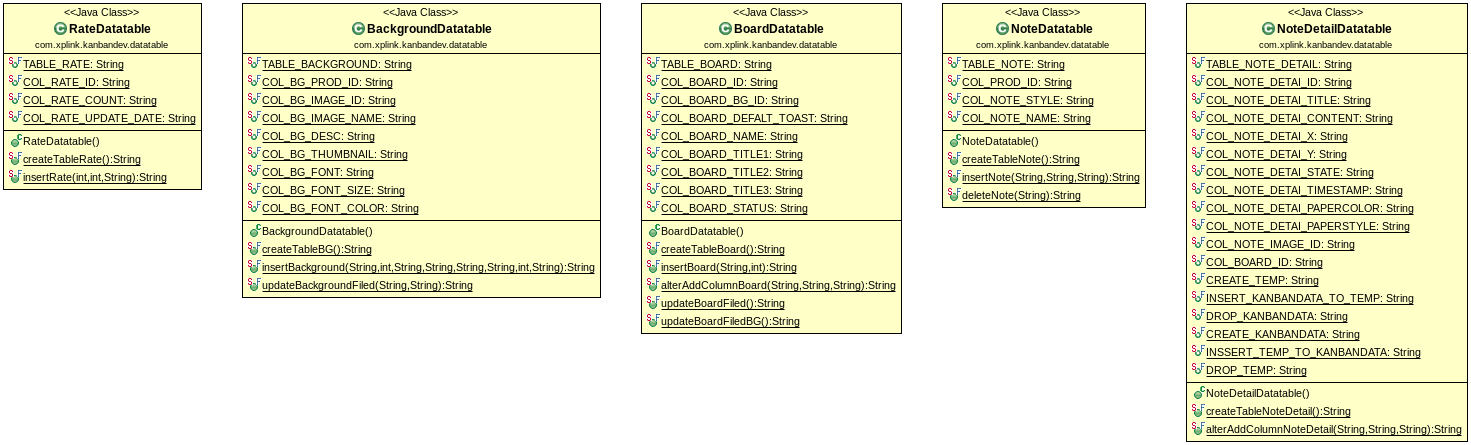 <<Java Class>>
RateDatatable
com.xplink.kanbandev.datatable
TABLE_RATE: String
COL_RATE_ID: String
COL_RATE_COUNT: String
COL_RATE_UPDATE_DATE: String
RateDatatable()
createTableRate():String
insertRate(int,int,String):String
<<Java Class>>
BackgroundDatatable
com.xplink.kanbandev.datatable
TABLE_BACKGROUND: String
COL_BG_PROD_ID: String
COL_BG_IMAGE_ID: String
COL_BG_IMAGE_NAME: String
COL_BG_DESC: String
COL_BG_THUMBNAIL: String
COL_BG_FONT: String
COL_BG_FONT_SIZE: String
COL_BG_FONT_COLOR: String
BackgroundDatatable()
createTableBG():String
insertBackground(String,int,String,String,String,String,int,String):String
updateBackgroundFiled(String,String):String
<<Java Class>>
BoardDatatable
com.xplink.kanbandev.datatable
TABLE_BOARD: String
COL_BOARD_ID: String
COL_BOARD_BG_ID: String
COL_BOARD_DEFALT_TOAST: String
COL_BOARD_NAME: String
COL_BOARD_TITLE1: String
COL_BOARD_TITLE2: String
COL_BOARD_TITLE3: String
COL_BOARD_STATUS: String
BoardDatatable()
createTableBoard():String
insertBoard(String,int):String
alterAddColumnBoard(String,String,String):String
updateBoardFiled():String
updateBoardFiledBG():String
<<Java Class>>
NoteDatatable
com.xplink.kanbandev.datatable
TABLE_NOTE: String
COL_PROD_ID: String
COL_NOTE_STYLE: String
COL_NOTE_NAME: String
NoteDatatable()
createTableNote():String
insertNote(String,String,String):String
deleteNote(String):String
<<Java Class>>
NoteDetailDatatable
com.xplink.kanbandev.datatable
TABLE_NOTE_DETAIL: String
COL_NOTE_DETAI_ID: String
COL_NOTE_DETAI_TITLE: String
COL_NOTE_DETAI_CONTENT: String
COL_NOTE_DETAI_X: String
COL_NOTE_DETAI_Y: String
COL_NOTE_DETAI_STATE: String
COL_NOTE_DETAI_TIMESTAMP: String
COL_NOTE_DETAI_PAPERCOLOR: String
COL_NOTE_DETAI_PAPERSTYLE: String
COL_NOTE_IMAGE_ID: String
COL_BOARD_ID: String
CREATE_TEMP: String
INSERT_KANBANDATA_TO_TEMP: String
DROP_KANBANDATA: String
CREATE_KANBANDATA: String
INSSERT_TEMP_TO_KANBANDATA: String
DROP_TEMP: String
NoteDetailDatatable()
createTableNoteDetail():String
alterAddColumnNoteDetail(String,String,String):String